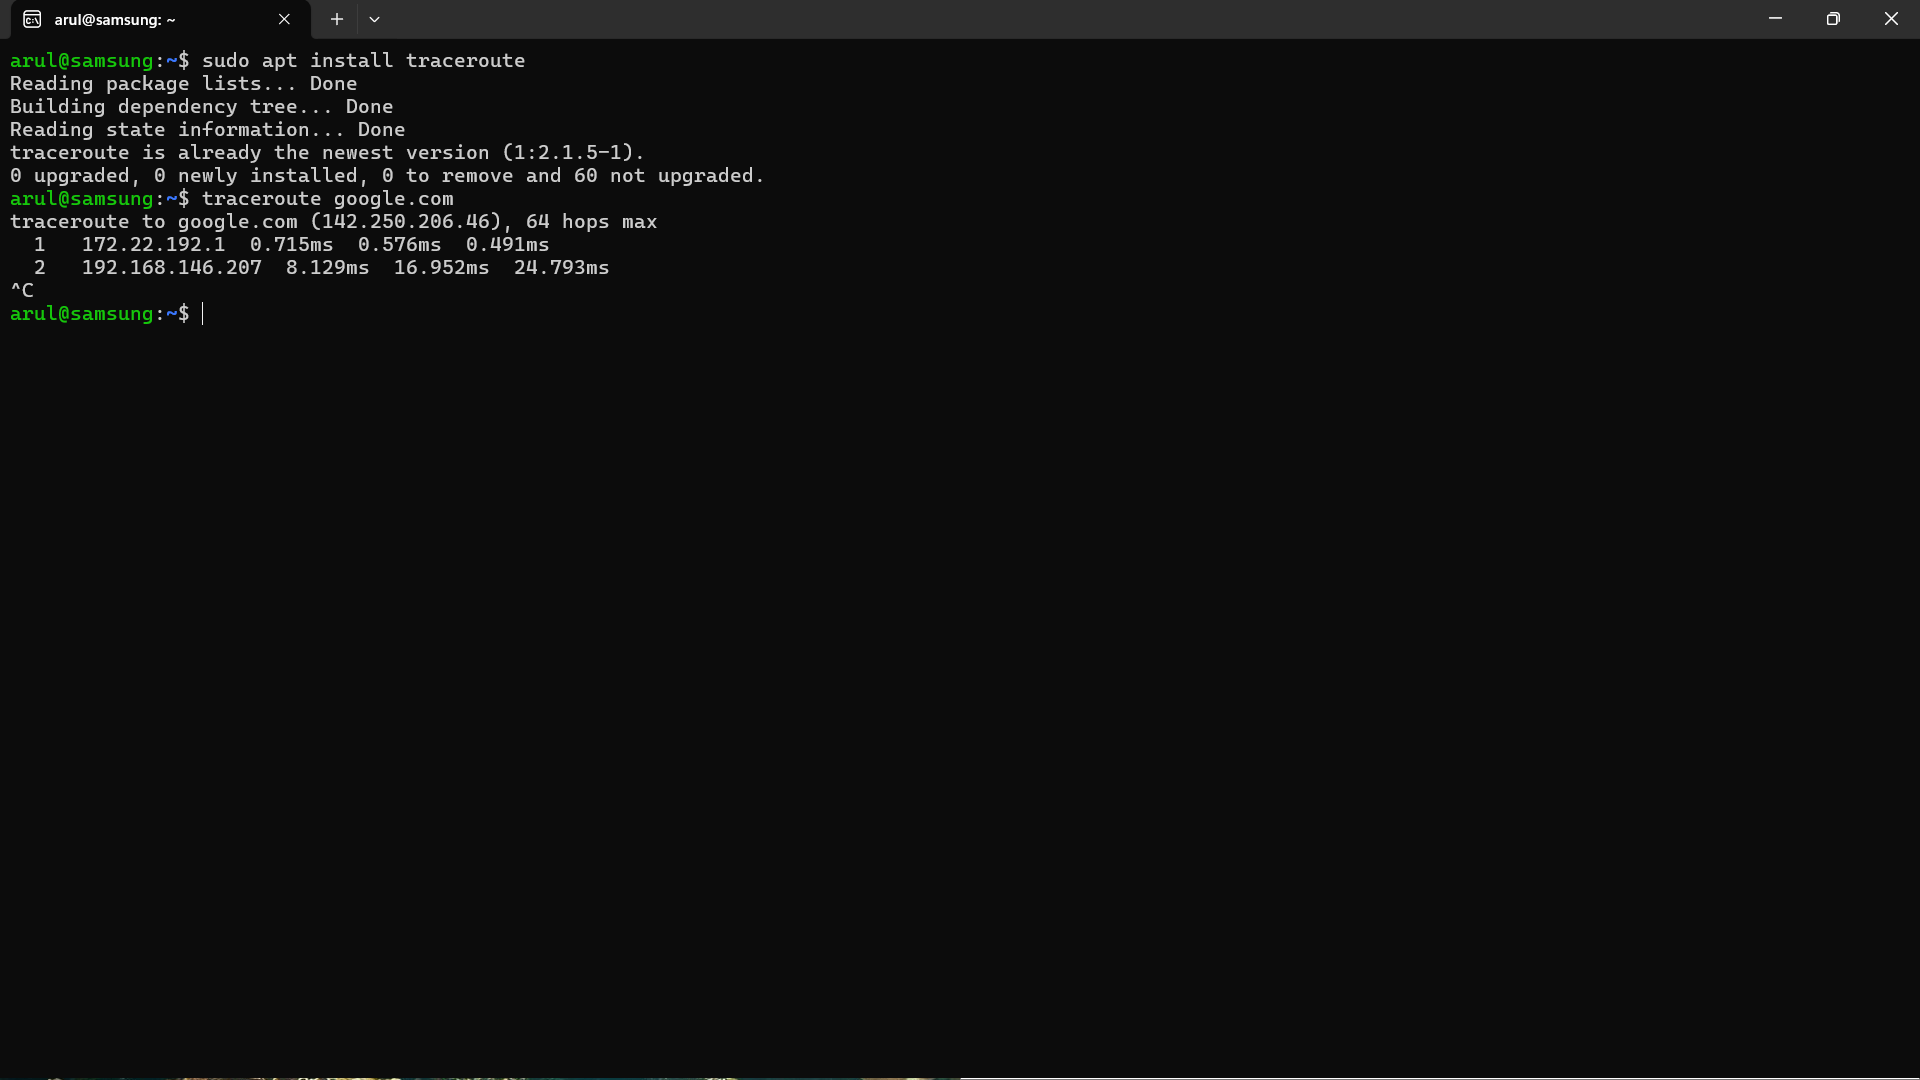 arul@samsung: ~
arul@samsung:~$ sudo apt install traceroute
Reading package lists... Done
Building dependency tree... Done
Reading state information... Done
traceroute is already the newest version (1:2.1.5-1).
0 upgraded, 0 newly installed, 0 to remove and 60 not upgraded.
arul@samsung:~$ traceroute google.com
traceroute to google.com (142.250.206.46), 64 hops max
  1   172.22.192.1  0.715ms  0.576ms  0.491ms
  2   192.168.146.207  8.129ms  16.952ms  24.793ms
^C
arul@samsung:~$